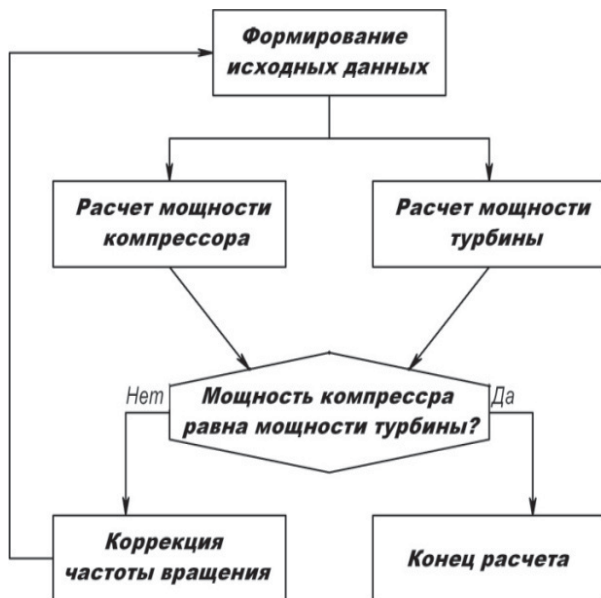 Формирование
исходных данных
Расчет мощности
компрессора
Расчет мощности
турбины
Нет
Мощность компрессра
равна мощности турбины?
Да
Коррекция
частоты вращения
Конец расчета